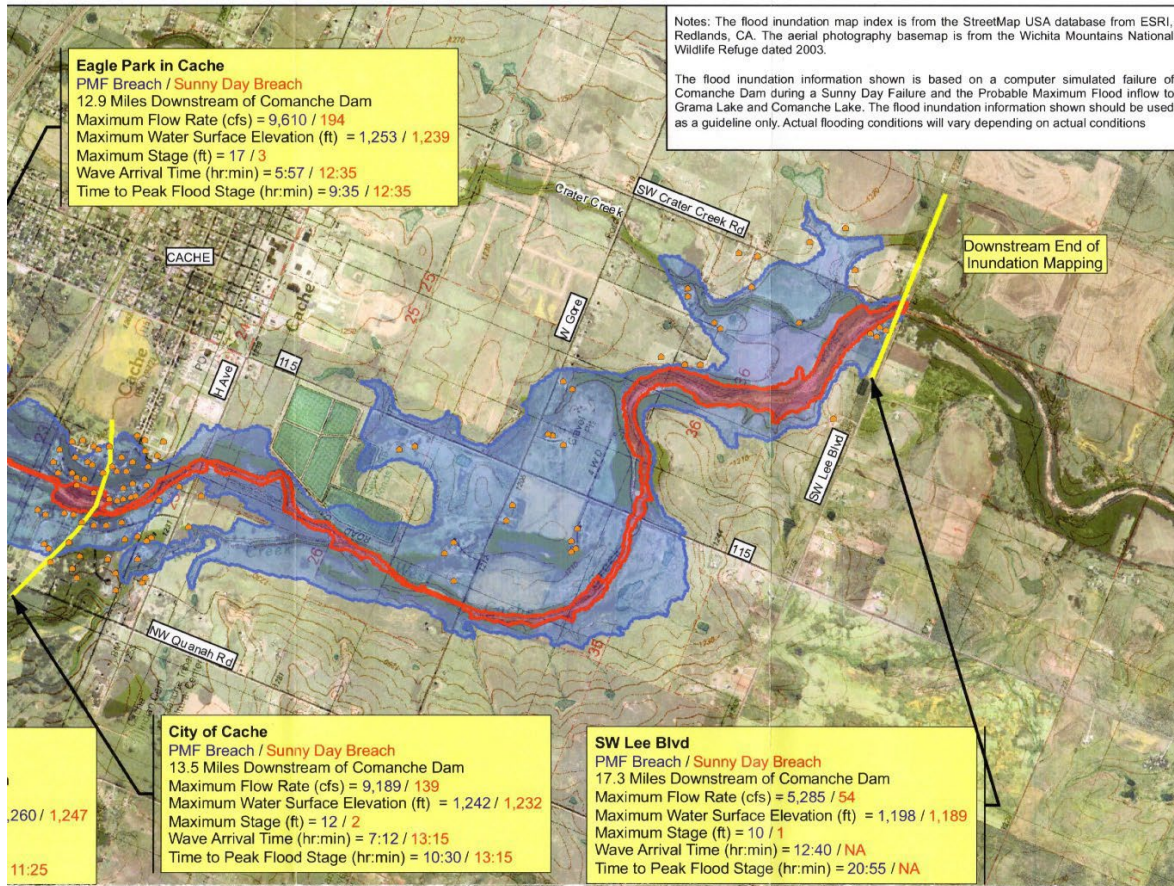 Notes: The flood inundation map index is from the StreetMap USA database from ESRI,
Redlands, CA. The aerial photography basemap is from the Wichita Mountains National
Wildlife Refuge dated 2003.
The flood inundation information shown is based on a computer simulated failure of
Comanche Dam during a Sunny Day Failure and the Probable Maximum Flood inflow to
Grama Lake and Comanche Lake. The flood inundation information shown should be used
as a guideline only. Actual flooding conditions will vary depending on actual conditions
Eagle Park in Cache
PMF Breach / Sunny Day Breach
12.9 Miles Downstream of Comanche Dam
Maximum Flow Rate (cfs) = 9,610 / 194
Maximum Water Surface Elevation (ft) = 1,253 / 1,239
Maximum Stage (ft) = 17 / 3
Wave Arrival Time (hr:min) = 5:57 / 12:35
Time to Peak Flood Stage (hr:min) = 9:35 / 12:35
Crater Creek
SW Crater Creek Rd
Downstream End of
Inundation Mapping
CACHE
Cache
25
25
24
W Gore
H Ave
115
Cache
36
36
23
SW Lee Blvd
26
115
35
NW Quanah Rd
Creek
City of Cache
PMF Breach / Sunny Day Breach
13.5 Miles Downstream of Comanche Dam
Maximum Flow Rate (cfs) = 9,189 / 139
Maximum Water Surface Elevation (ft) = 1,242 / 1,232
Maximum Stage (ft) = 12 / 2
Wave Arrival Time (hr:min) = 7:12 / 13:15
Time to Peak Flood Stage (hr:min) = 10:30 / 13:15
SW Lee Blvd
PMF Breach / Sunny Day Breach
17.3 Miles Downstream of Comanche Dam
Maximum Flow Rate (cfs) = 5,285 / 54
Maximum Water Surface Elevation (ft) = 1,198 / 1,189
Maximum Stage (ft) = 10 / 1
Wave Arrival Time (hr:min) = 12:40 / NA
Time to Peak Flood Stage (hr:min) = 20:55 / NA
,260 / 1,247
11:25